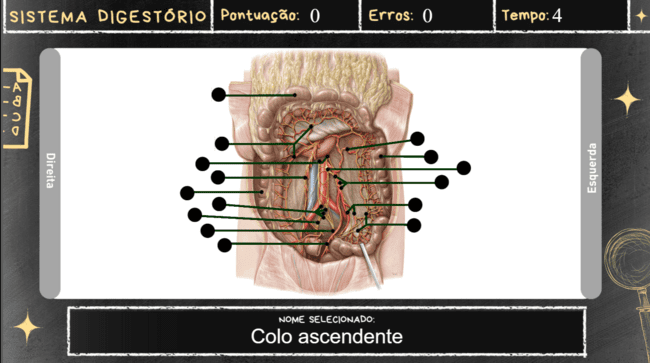 SISTEMA DIGESTÓRIO
Pontuação: 0
Erros: 0
Tempo: 4
Direita
Esquerda
NOME SELECIONADO:
Colo ascendente